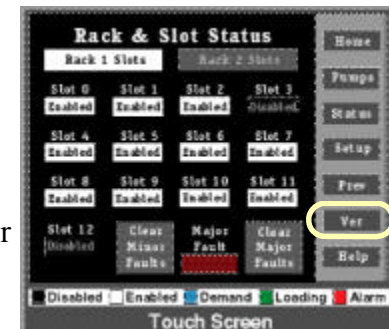 Rack & Slot Status
Rack 1 Slots Rack 2 Slots
Slot 0 Slot 1 Slot 2 Slot 3
Enabled Enabled Enabled Disabled
Slot 4 Slot 5 Slot 6 Slot 7
Enabled Enabled Enabled Enabled
Slot 8 Slot 9 Slot 10 Slot 11
Enabled Enabled Enabled Enabled
Slot 12
Disabled
Clear Minor Faults
Major Fault
Clear Major Faults
Home
Pumps
Status
Setup
Prev
Ver
Help
r
Disabled Enabled Demand Loading Alarm
Touch Screen